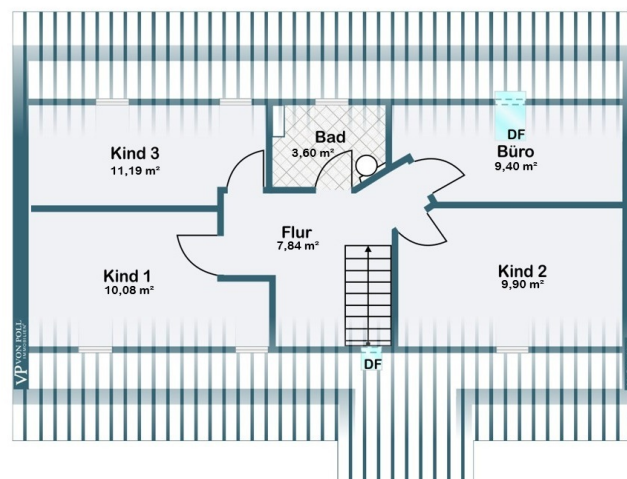 Kind 3
11,19 m²
Bad
3,60 m²
DF
Büro
9,40 m²
Flur
7,84 m²
Kind 1
10,08 m²
Kind 2
9,90 m²
DF
VP VON POLL
IMMOBILIEN